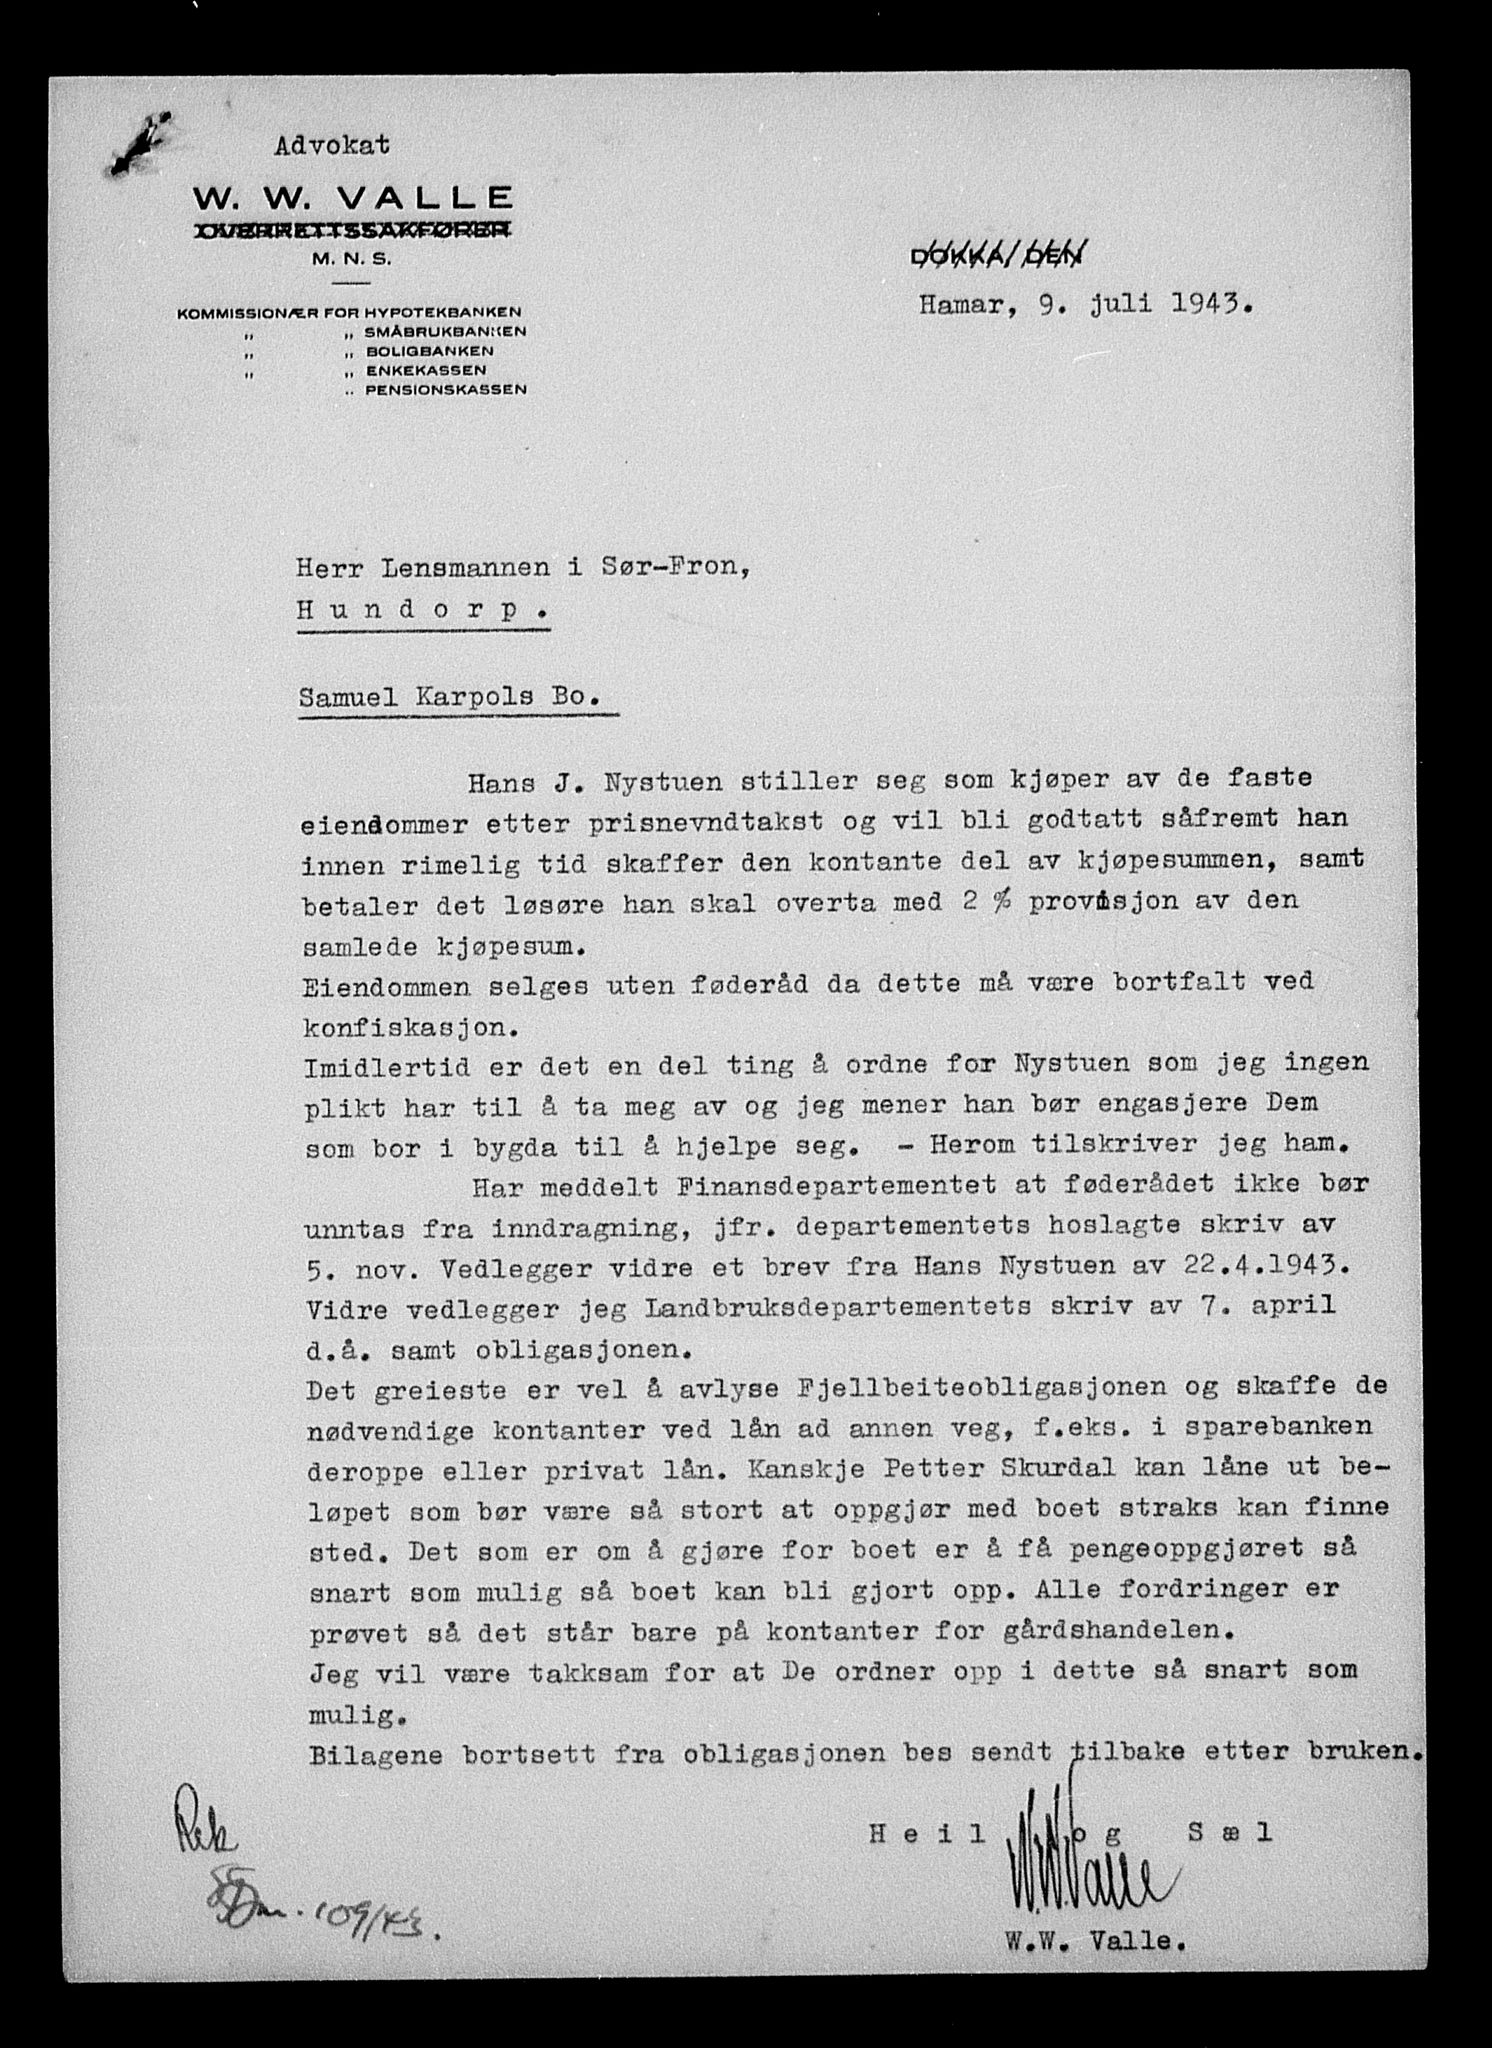 Advokat
W. W. VALLE
OVERRETTSSAKFØRER
M. N. S.
KOMMISSIONÆR FOR HYPOTEKBANKEN
„ „ SMÅBRUKBANKEN
„ „ BOLIGBANKEN
„ „ ENKEKASSEN
„ PENSIONSKASSEN
DOKKA, DEN
Hamar, 9. juli 1943.
Herr Lensmannen i Sør-Fron,
H u n d o r p .
Samuel Karpols Bo.
Hans J. Nystuen stiller seg som kjøper av de faste
eiendommer etter prisnevndtakst og vil bli godtatt såfremt han
innen rimelig tid skaffer den kontante del av kjøpesummen, samt
betaler det løsøre han skal overta med 2 % provisjon av den
samlede kjøpesum.
Eiendommen selges uten føderåd da dette må være bortfalt ved
konfiskasjon.
Imidlertid er det en del ting å ordne for Nystuen som jeg ingen
plikt har til å ta meg av og jeg mener han bør engasjere Dem
som bor i bygda til å hjelpe seg. - Herom tilskriver jeg ham.
Har meddelt Finansdepartementet at føderådet ikke bør
unntas fra inndragning, jfr. departementets hoslagte skriv av
5. nov. Vedlegger vidre et brev fra Hans Nystuen av 22.4.1943.
Vidre vedlegger jeg Landbruksdepartementets skriv av 7. april
d.å. samt obligasjonen.
Det greieste er vel å avlyse Fjellbeiteobligasjonen og skaffe de
nødvendige kontanter ved lån ad annen veg, f.eks. i sparebanken
deroppe eller privat lån. Kanskje Petter Skurdal kan låne ut be-
løpet som bør være så stort at oppgjør med boet straks kan finne
sted. Det som er om å gjøre for boet er å få pengeoppgjøret så
snart som mulig så boet kan bli gjort opp. Alle fordringer er
prøvet så det står bare på kontanter for gårdshandelen.
Jeg vil være takksam for at De ordner opp i dette så snart som
mulig.
Bilagene bortsett fra obligasjonen bes sendt tilbake etter bruken.
Rek
H e i l o g S æ l
W.W. Valle
109/43.
W.W. Valle.